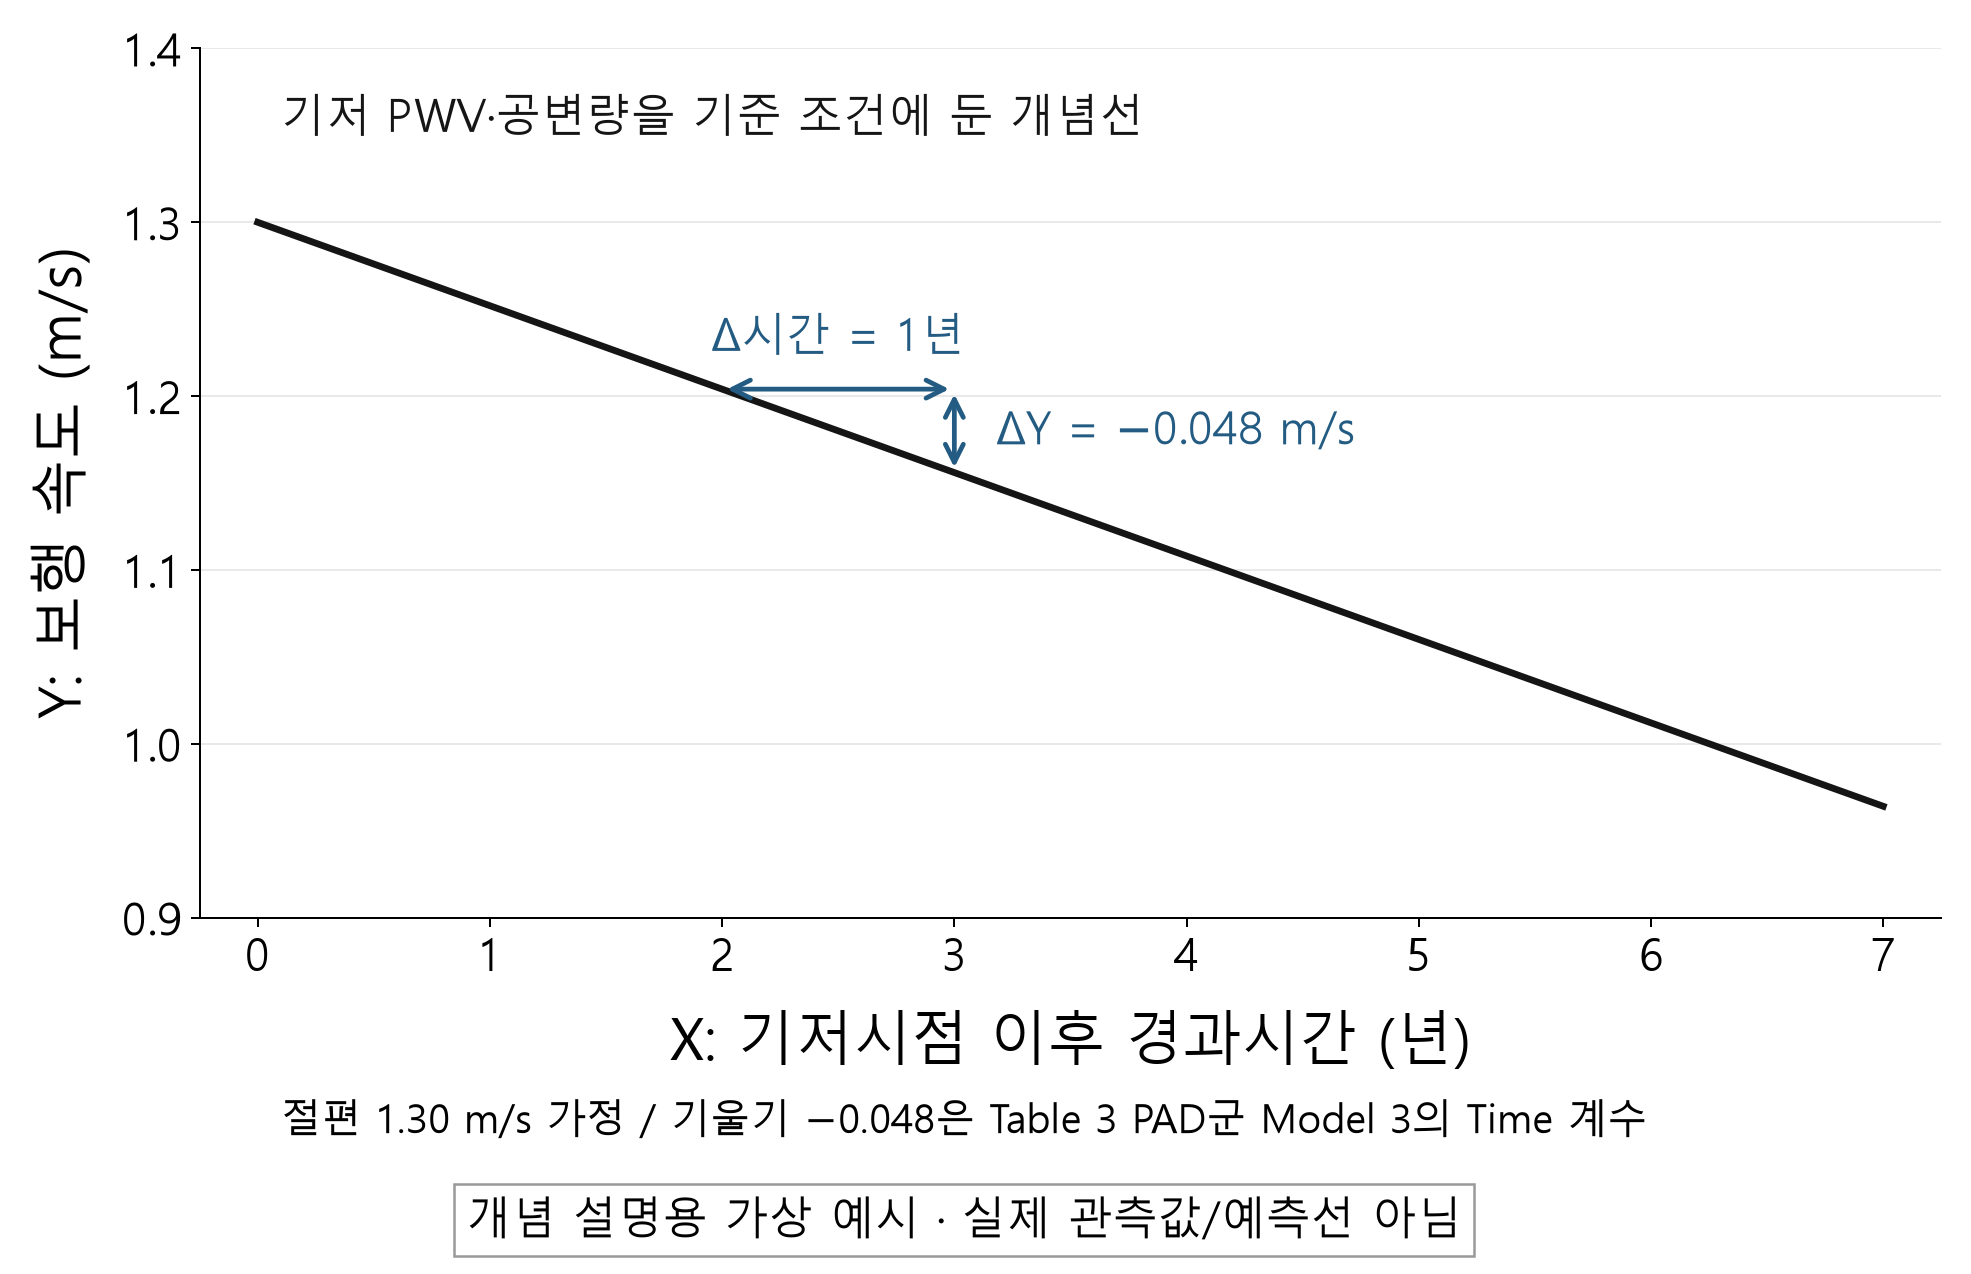 1.4
기저 PWV·공변량을 기준 조건에 둔 개념선
1.3
Δ시간 = 1년
1.2
ΔY = −0.048 m/s
1.1
1.0
0.9
Y: 보행 속도 (m/s)
0 1 2 3 4 5 6 7
X: 기저시점 이후 경과시간 (년)
절편 1.30 m/s 가정 / 기울기 −0.048은 Table 3 PAD군 Model 3의 Time 계수
개념 설명용 가상 예시 · 실제 관측값/예측선 아님